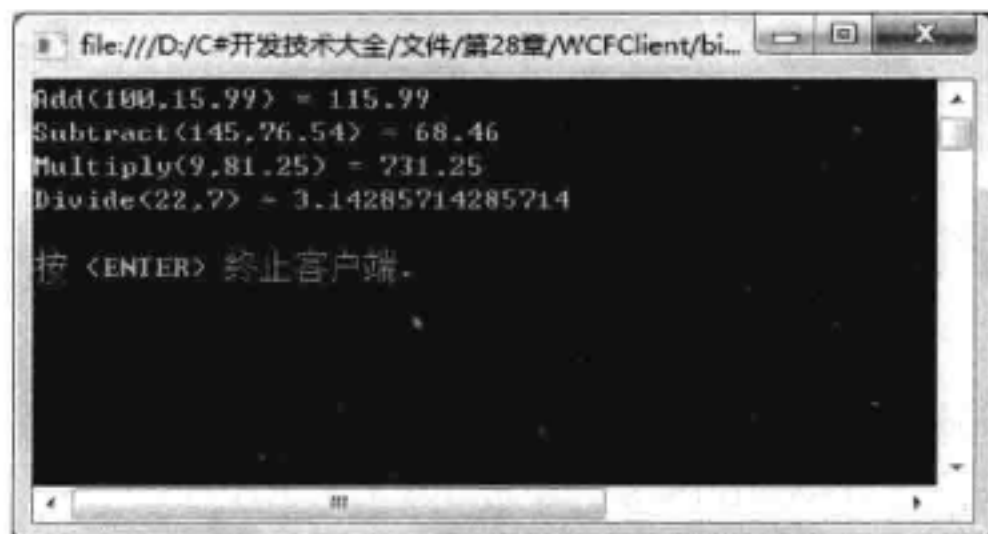 file:///D:/C#开发技术大全/文件/第28章/WCFClient/bi...
Add(100,15.99) = 115.99
Subtract(145,76.54) = 68.46
Multiply(9,81.25) = 731.25
Divide(22,7) = 3.14285714285714
按 <ENTER> 终止客户端.